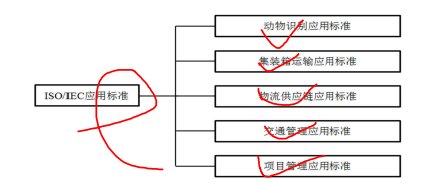 动物识别应用标准
集装箱运输应用标准
ISO/IEC应用标准
物流供应链应用标准
交通管理应用标准
项目管理应用标准